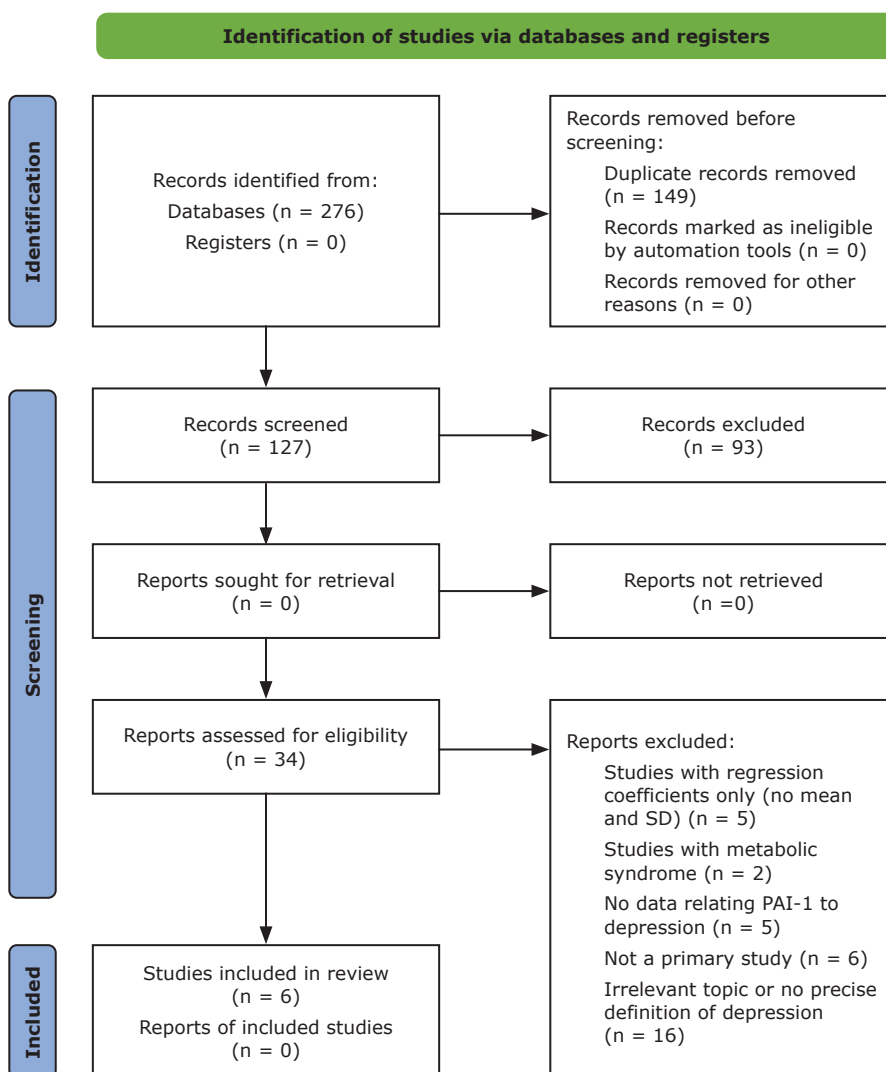 Identification of studies via databases and registers
Identification
Records identified from:
Databases (n = 276)
Registers (n = 0)
Records removed before
screening:
Duplicate records removed
(n = 149)
Records marked as ineligible
by automation tools (n = 0)
Records removed for other
reasons (n = 0)
Screening
Records screened
(n = 127)
Records excluded
(n = 93)
Reports sought for retrieval
(n = 0)
Reports not retrieved
(n =0)
Reports assessed for eligibility
(n = 34)
Reports excluded:
Studies with regression
coefficients only (no mean
and SD) (n = 5)
Studies with metabolic
syndrome (n = 2)
No data relating PAI-1 to
depression (n = 5)
Not a primary study (n = 6)
Irrelevant topic or no precise
definition of depression
(n = 16)
Included
Studies included in review
(n = 6)
Reports of included studies
(n = 0)